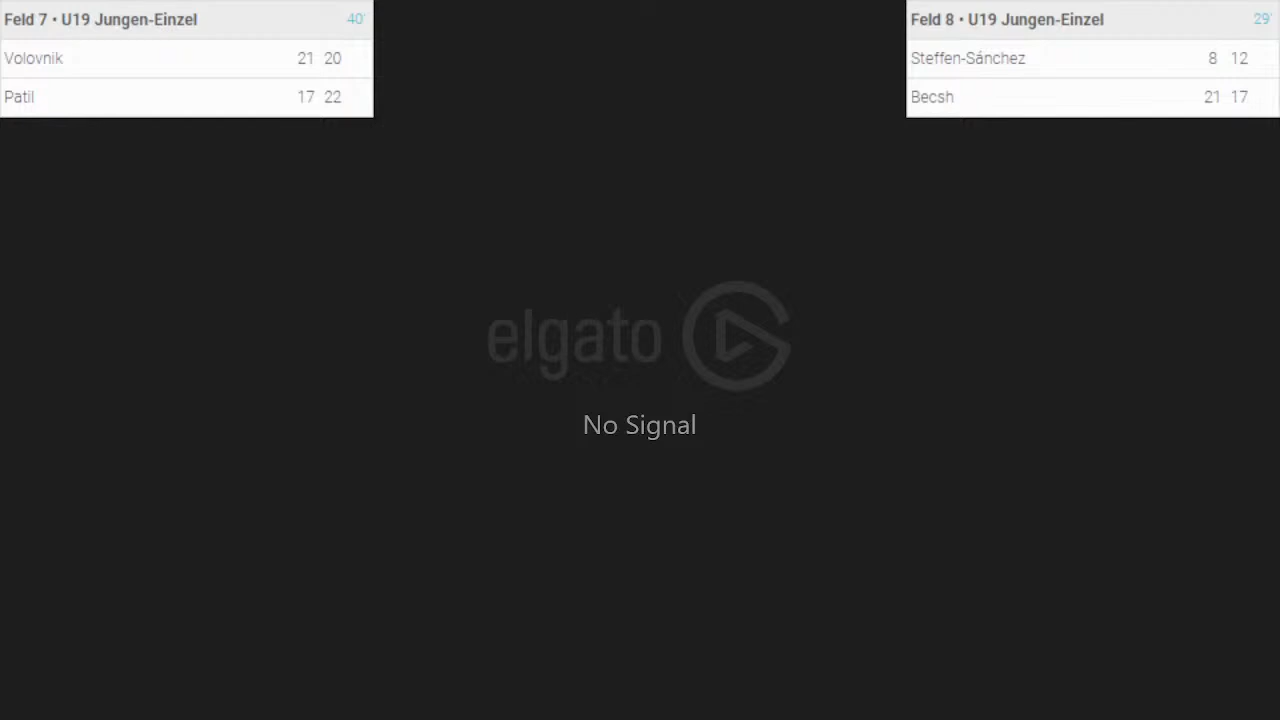 Feld 7 • U19 Jungen-Einzel 40'
Volovnik 21 20
Patil 17 22
Feld 8 • U19 Jungen-Einzel 29'
Steffen-Sánchez 8 12
Becsh 21 17
elgato
No Signal